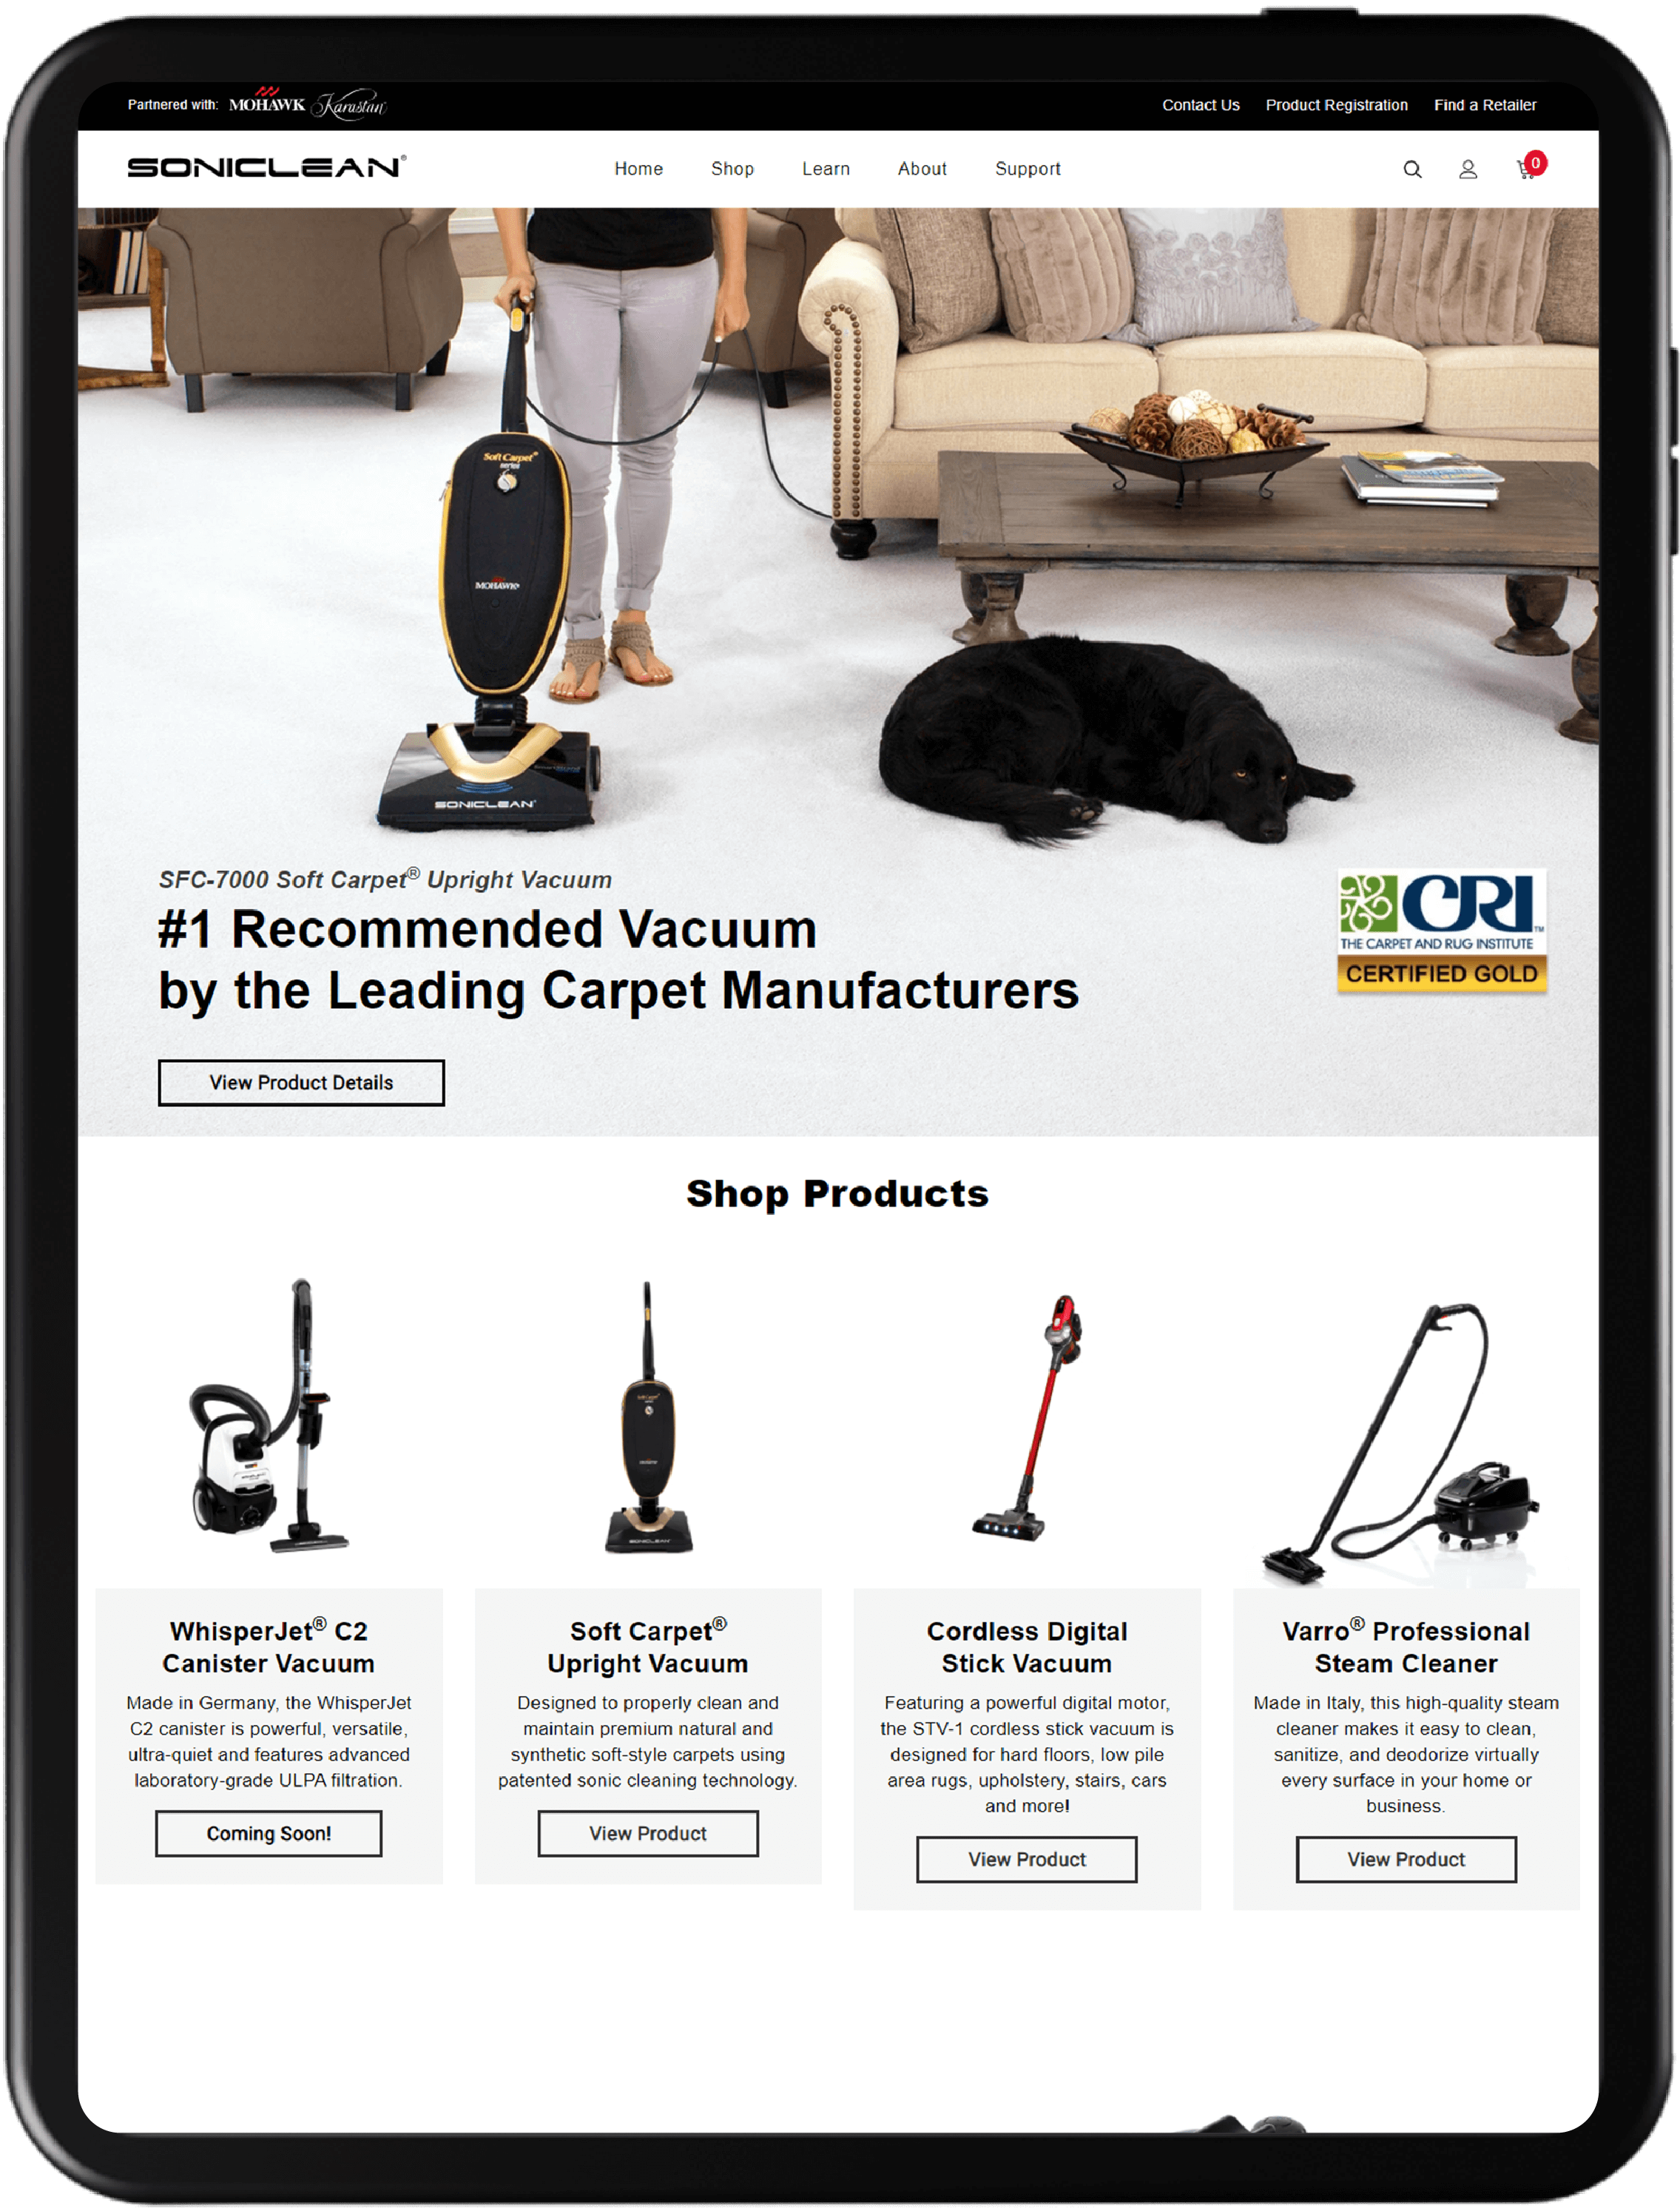 Partnered with: MOHAWK Karastan
Contact Us Product Registration Find a Retailer
SONICLEAN®
Home Shop Learn About Support
0
Soft Carpet®
series
MOHAWK®
SONICLEAN®
SFC-7000 Soft Carpet® Upright Vacuum
#1 Recommended Vacuum
by the Leading Carpet Manufacturers
CRI™
THE CARPET AND RUG INSTITUTE
CERTIFIED GOLD
View Product Details
Shop Products
SONICLEAN
WhisperJet® C2
Canister Vacuum
Made in Germany, the WhisperJet
C2 canister is powerful, versatile,
ultra-quiet and features advanced
laboratory-grade ULPA filtration.
Coming Soon!
Soft Carpet®
Upright Vacuum
Designed to properly clean and
maintain premium natural and
synthetic soft-style carpets using
patented sonic cleaning technology.
View Product
Cordless Digital
Stick Vacuum
Featuring a powerful digital motor,
the STV-1 cordless stick vacuum is
designed for hard floors, low pile
area rugs, upholstery, stairs, cars
and more!
View Product
Varro® Professional
Steam Cleaner
Made in Italy, this high-quality steam
cleaner makes it easy to clean,
sanitize, and deodorize virtually
every surface in your home or
business.
View Product